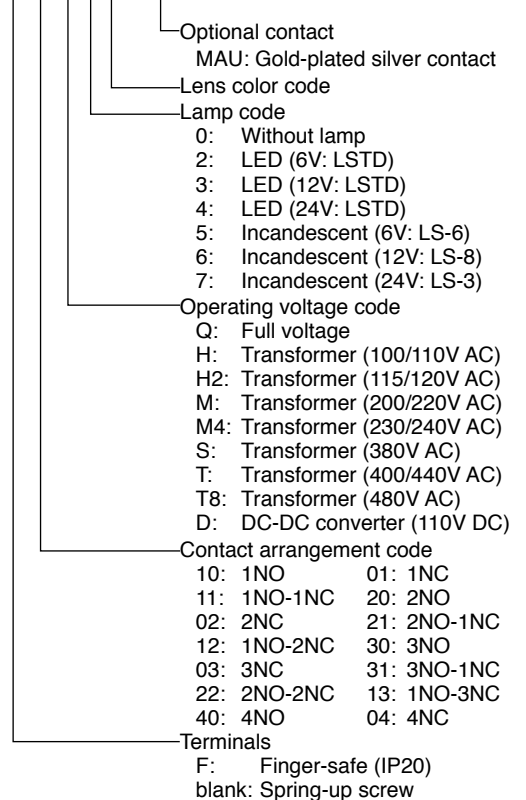 Optional contact
MAU: Gold-plated silver contact
Lens color code
Lamp code
0: Without lamp
2: LED (6V: LSTD)
3: LED (12V: LSTD)
4: LED (24V: LSTD)
5: Incandescent (6V: LS-6)
6: Incandescent (12V: LS-8)
7: Incandescent (24V: LS-3)
Operating voltage code
Q: Full voltage
H: Transformer (100/110V AC)
H2: Transformer (115/120V AC)
M: Transformer (200/220V AC)
M4: Transformer (230/240V AC)
S: Transformer (380V AC)
T: Transformer (400/440V AC)
T8: Transformer (480V AC)
D: DC-DC converter (110V DC)
Contact arrangement code
10: 1NO 01: 1NC
11: 1NO-1NC 20: 2NO
02: 2NC 21: 2NO-1NC
12: 1NO-2NC 30: 3NO
03: 3NC 31: 3NO-1NC
22: 2NO-2NC 13: 1NO-3NC
40: 4NO 04: 4NC
Terminals
F: Finger-safe (IP20)
blank: Spring-up screw